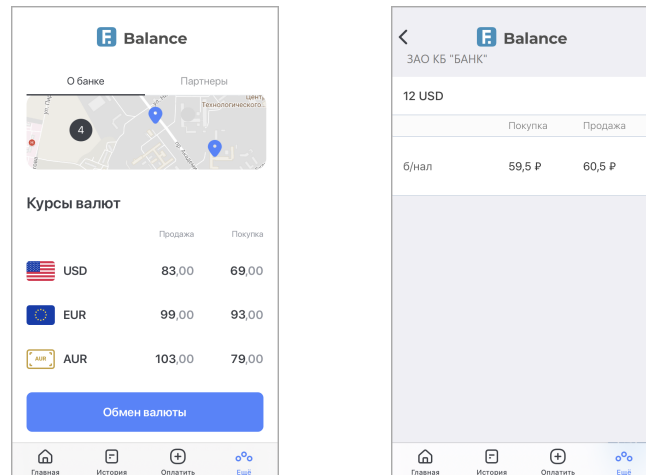 Balance
О банке Партнеры
4
Центр
Технологического
Курсы валют
Продажа Покупка
USD 83,00 69,00
EUR 99,00 93,00
AUR AUR 103,00 79,00
Обмен валюты
Главная История Оплатить Ещё
Balance
ЗАО КБ "БАНК"
12 USD
Покупка Продажа
б/нал 59,5 ₽ 60,5 ₽
Главная История Оплатить Ещё